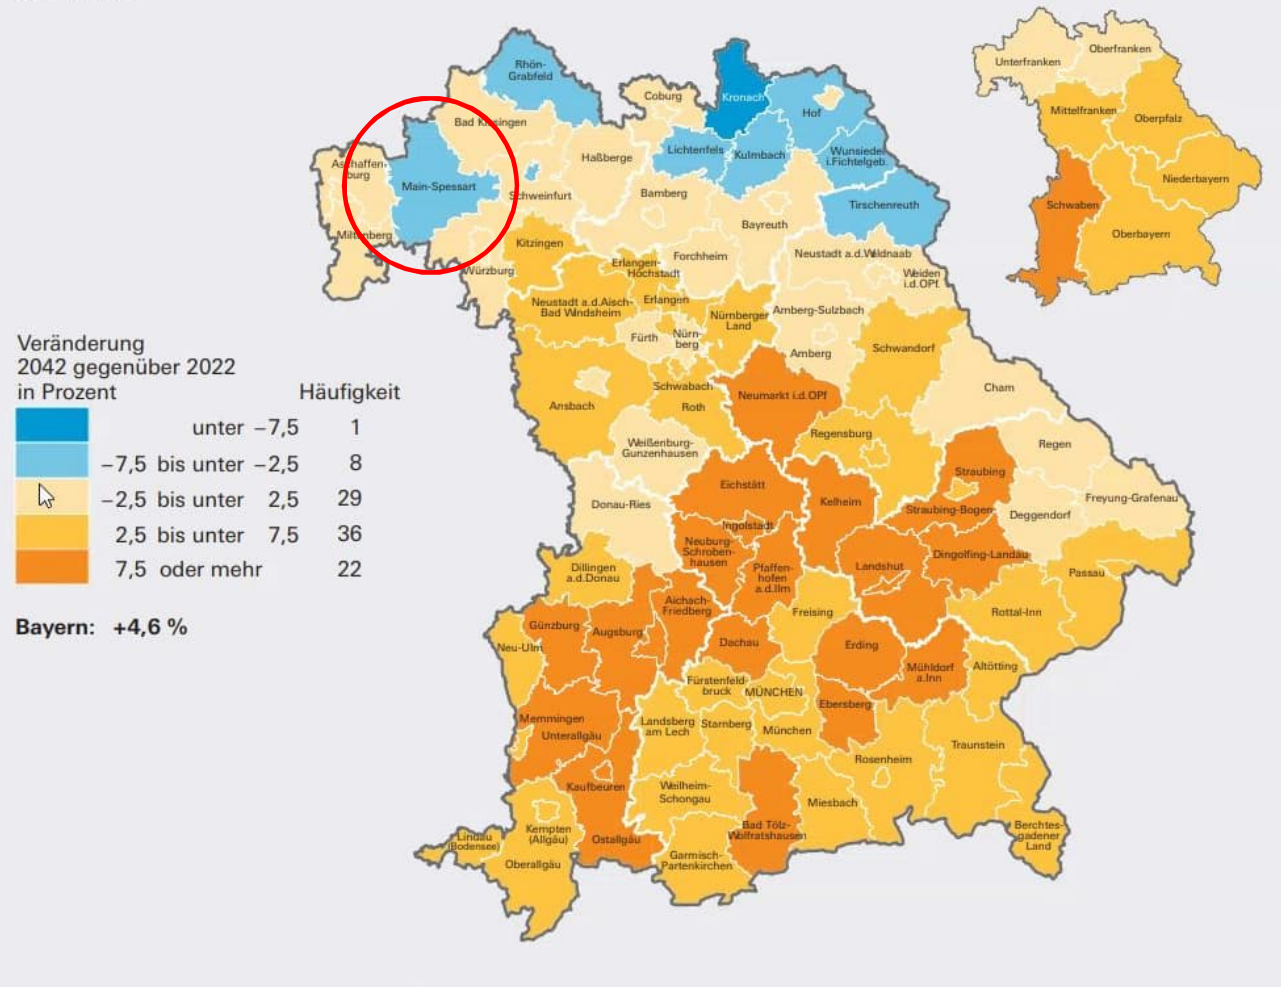 Rhön-
Grabfeld
Coburg
Kronach
Hof
Bad Kissingen
Lichtenfels
Kulmbach
Wunsiedel
i.Fichtelgeb.
Aschaffen-
burg
Main-Spessart
Haßberge
Schweinfurt
Bamberg
Tirschenreuth
Miltenberg
Bayreuth
Kitzingen
Würzburg
Erlangen-
Höchstadt
Forchheim
Neustadt a.d.Waldnaab
Weiden
i.d.OPf.
Neustadt a.d.Aisch-
Bad Windsheim
Erlangen
Nürnberger
Land
Amberg-Sulzbach
Fürth
Nürn-
berg
Amberg
Schwandorf
Cham
Ansbach
Schwabach
Roth
Neumarkt i.d.OPf
Weißenburg-
Gunzenhausen
Regensburg
Regen
Straubing
Eichstätt
Kelheim
Straubing-Bogen
Freyung-Grafenau
Donau-Ries
Deggendorf
Ingolstadt
Neuburg-
Schroben-
hausen
Dingolfing-Landau
Pfaffen-
hofen
a.d.Ilm
Landshut
Dillingen
a.d.Donau
Passau
Aichach-
Friedberg
Freising
Rottal-Inn
Günzburg
Augsburg
Neu-Ulm
Dachau
Erding
Mühldorf
a.Inn
Altötting
Fürstenfeld-
bruck
MÜNCHEN
Ebersberg
Memmingen
Unterallgäu
Landsberg
am Lech
Starnberg
München
Traunstein
Rosenheim
Kaufbeuren
Weilheim-
Schongau
Miesbach
Bad Tölz-
Wolfratshausen
Berchtes-
gadener
Land
Lindau
(Bodensee)
Kempten
(Allgäu)
Ostallgäu
Oberallgäu
Garmisch-
Partenkirchen
Unterfranken
Oberfranken
Mittelfranken
Oberpfalz
Niederbayern
Schwaben
Oberbayern
Veränderung
2042 gegenüber 2022
in Prozent Häufigkeit
unter −7,5 1
−7,5 bis unter −2,5 8
−2,5 bis unter 2,5 29
2,5 bis unter 7,5 36
7,5 oder mehr 22
Bayern: +4,6 %